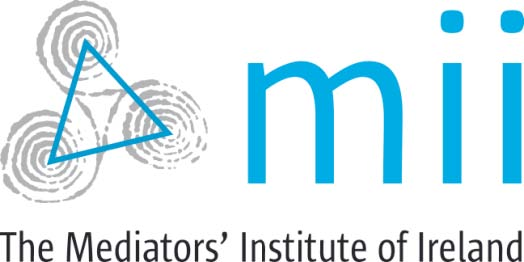 mii
The Mediators’ Institute of Ireland